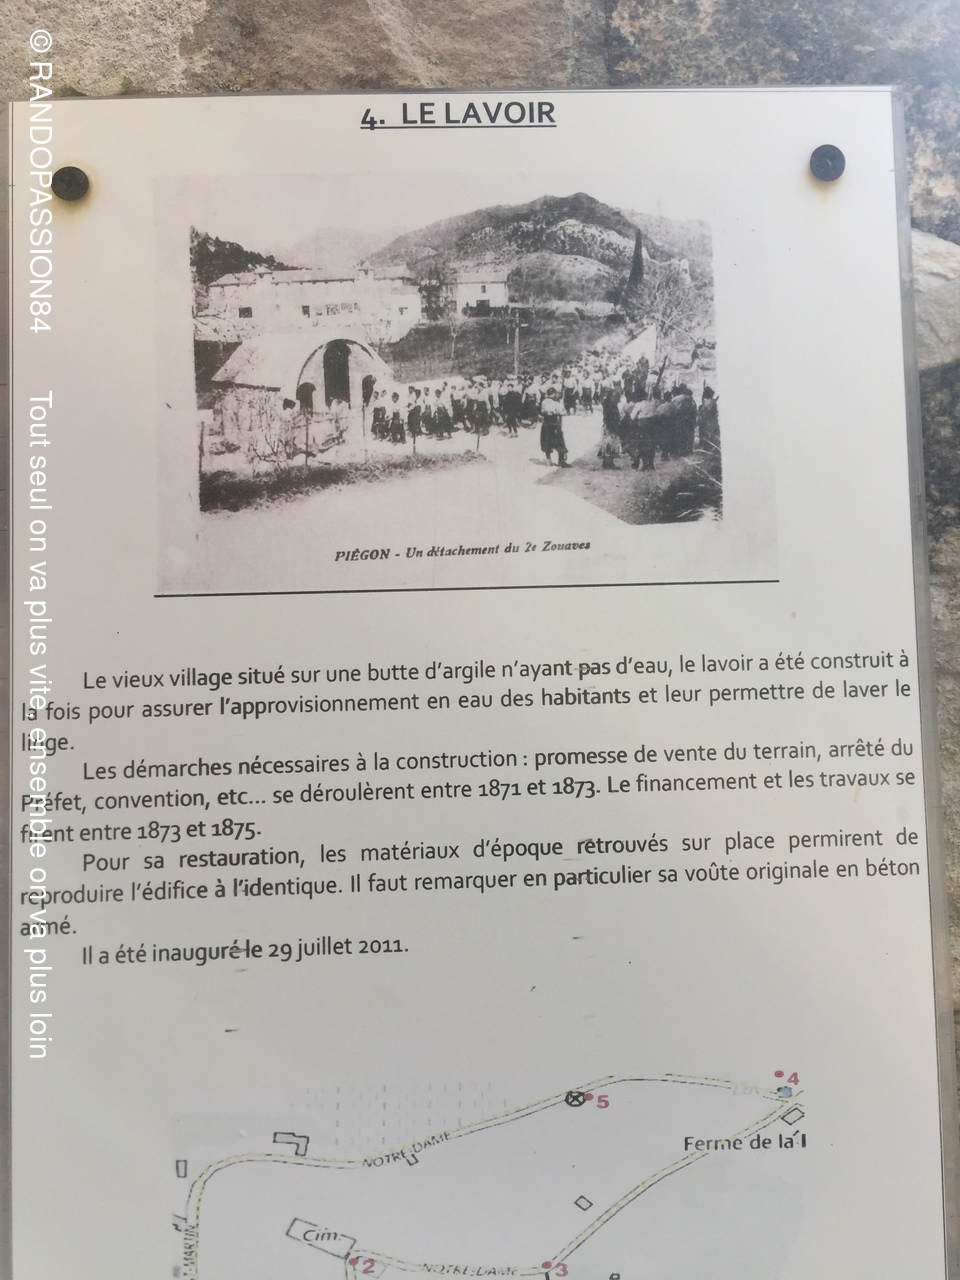 4. LE LAVOIR
PIÉGON - Un détachement du 2e Zouaves
Le vieux village situé sur une butte d'argile n'ayant pas d'eau, le lavoir a été construit à
la fois pour assurer l'approvisionnement en eau des habitants et leur permettre de laver le
linge.
Les démarches nécessaires à la construction : promesse de vente du terrain, arrêté du
Préfet, convention, etc... se déroulèrent entre 1871 et 1873. Le financement et les travaux se
firent entre 1873 et 1875.
Pour sa restauration, les matériaux d'époque retrouvés sur place permirent de
reproduire l'édifice à l'identique. Il faut remarquer en particulier sa voûte originale en béton
armé.
Il a été inauguré le 29 juillet 2011.
4
5
NOTRE-DAME
Ferme de la
Cim.
2
NOTRE-DAME
3
MARTIN
© RANDOPASSION84 Tout seul on va plus vite, ensemble on va plus loin